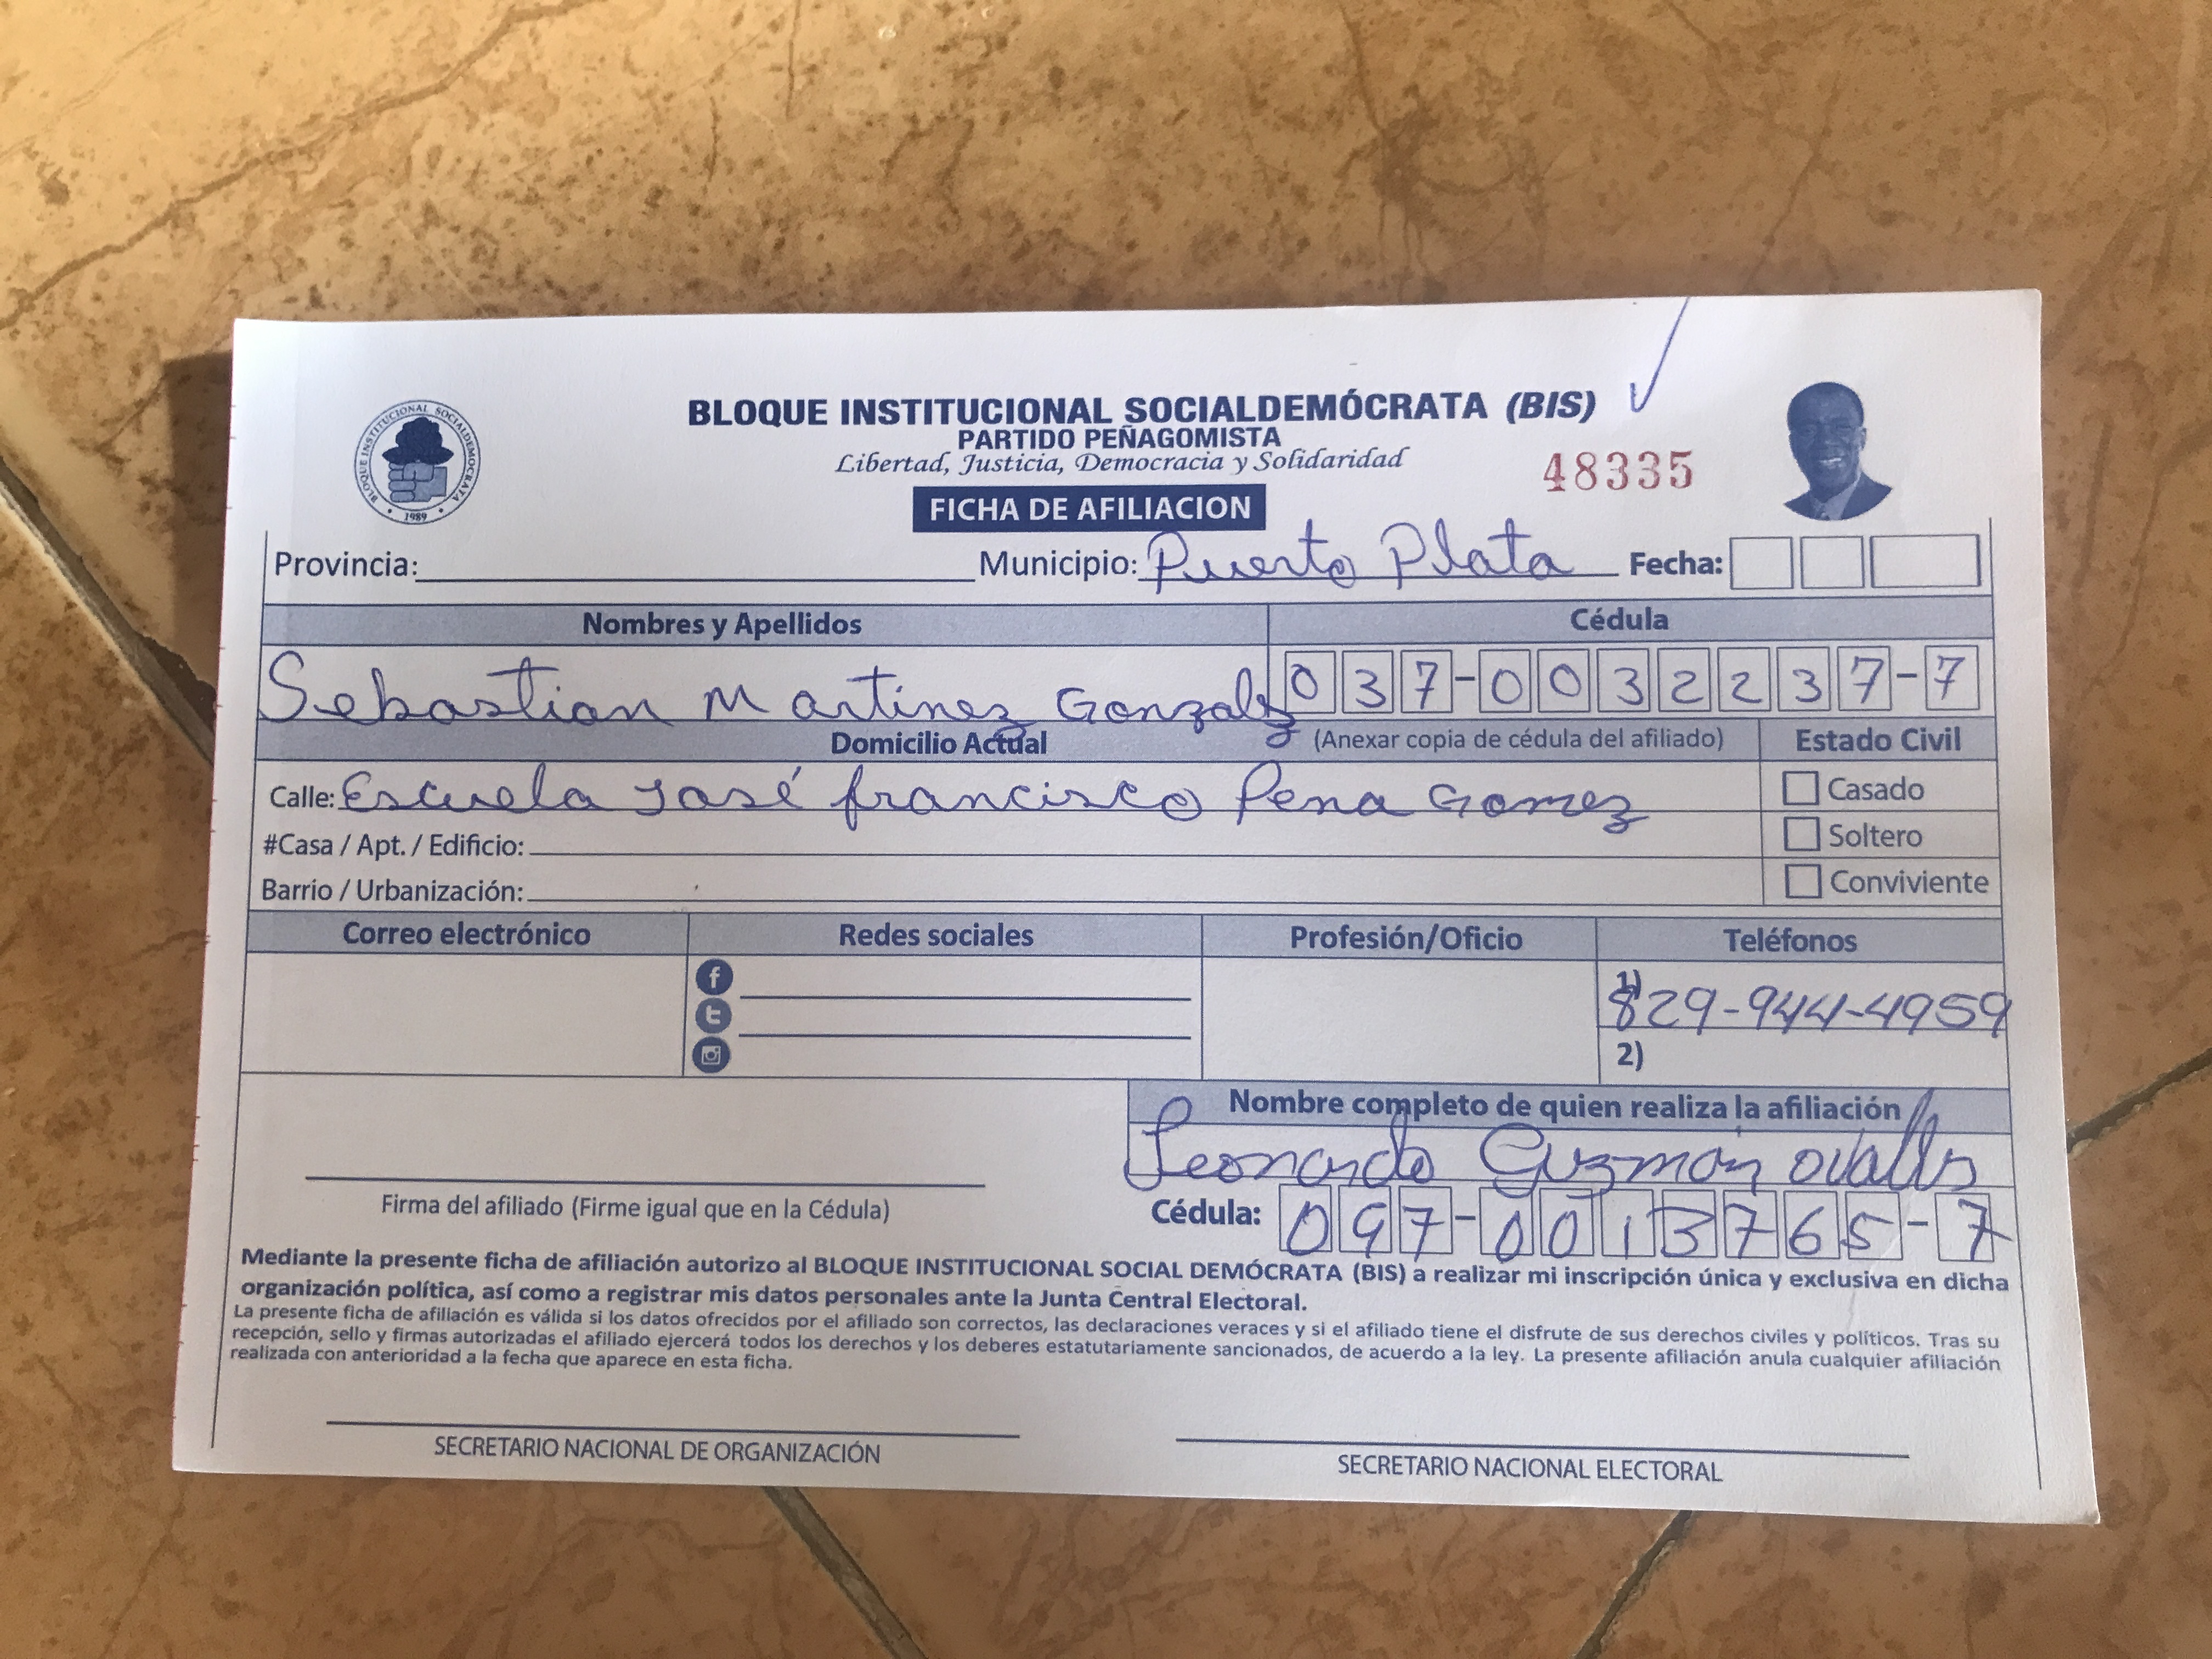 BLOQUE INSTITUCIONAL SOCIALDEMÓCRATA (BIS)
PARTIDO PEÑAGOMISTA
Libertad, Justicia, Democracia y Solidaridad
48335
BLOQUE INSTITUCIONAL SOCIALDEMOCRATA
1989
FICHA DE AFILIACION
Provincia: Municipio: Puerto Plata Fecha:
Nombres y Apellidos Cédula
Sebastian Martinez Gonzalez 037-0032237-7
Domicilio Actual (Anexar copia de cédula del afiliado) Estado Civil
Calle: Escuela José francisco Pena Gomez Casado
#Casa / Apt. / Edificio: Soltero
Barrio / Urbanización: Conviviente
Correo electrónico Redes sociales Profesión/Oficio Teléfonos
1) 829-944-4959
2)
Nombre completo de quien realiza la afiliación
Leonardo Guzmán ovalles
Firma del afiliado (Firme igual que en la Cédula) Cédula: 097-0013765-7
Mediante la presente ficha de afiliación autorizo al BLOQUE INSTITUCIONAL SOCIAL DEMÓCRATA (BIS) a realizar mi inscripción única y exclusiva en dicha
organización política, así como a registrar mis datos personales ante la Junta Central Electoral.
La presente ficha de afiliación es válida si los datos ofrecidos por el afiliado son correctos, las declaraciones veraces y si el afiliado tiene el disfrute de sus derechos civiles y políticos. Tras su
recepción, sello y firmas autorizadas el afiliado ejercerá todos los derechos y los deberes estatutariamente sancionados, de acuerdo a la ley. La presente afiliación anula cualquier afiliación
realizada con anterioridad a la fecha que aparece en esta ficha.
SECRETARIO NACIONAL DE ORGANIZACIÓN SECRETARIO NACIONAL ELECTORAL